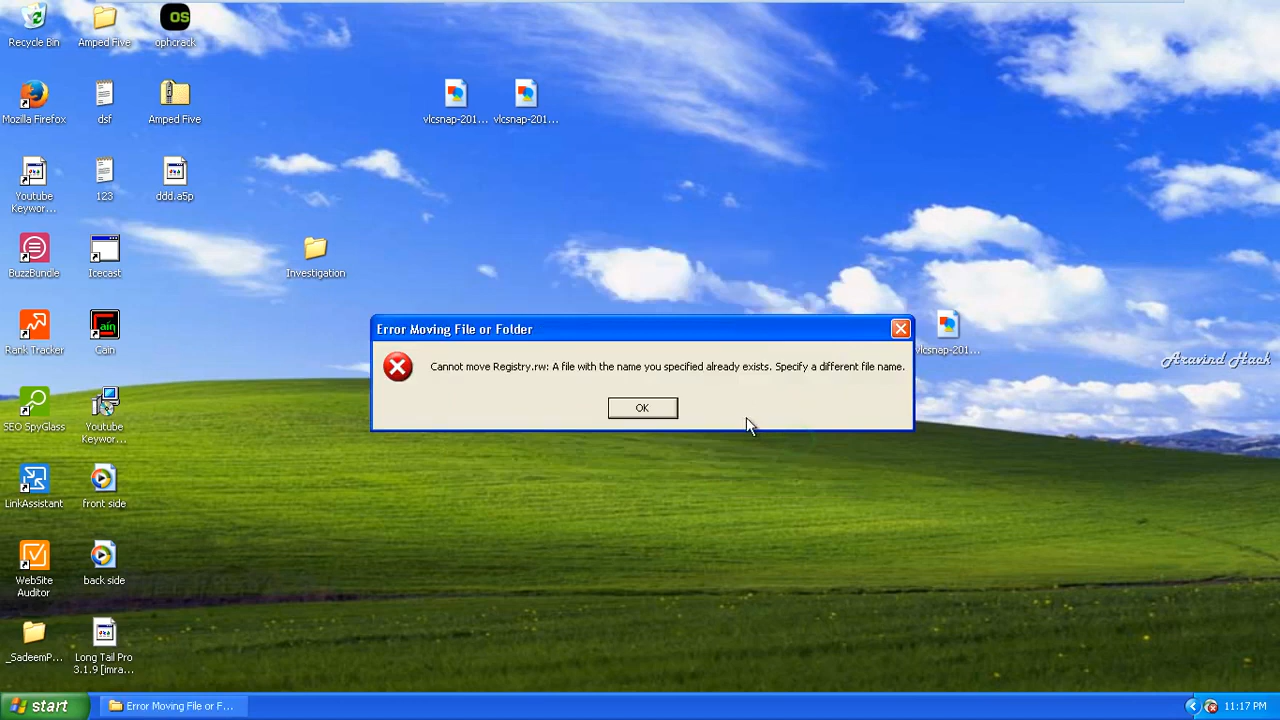 OS
Recycle Bin
Amped Five
ophcrack
Mozilla Firefox
dsf
Amped Five
vlcsnap-201...
vlcsnap-201...
Youtube
Keywor...
123
ddd.a5p
BuzzBundle
Icecast
Investigation
Rank Tracker
Cain
vlcsnap-201...
Aravind Haak
Error Moving File or Folder
Cannot move Registry.rw: A file with the name you specified already exists. Specify a different file name.
OK
SEO SpyGlass
Youtube
Keywor...
LinkAssistant
front side
WebSite
Auditor
back side
_SadeemP...
Long Tail Pro
3.1.9 [imra...
start
Error Moving File or F...
11:17 PM